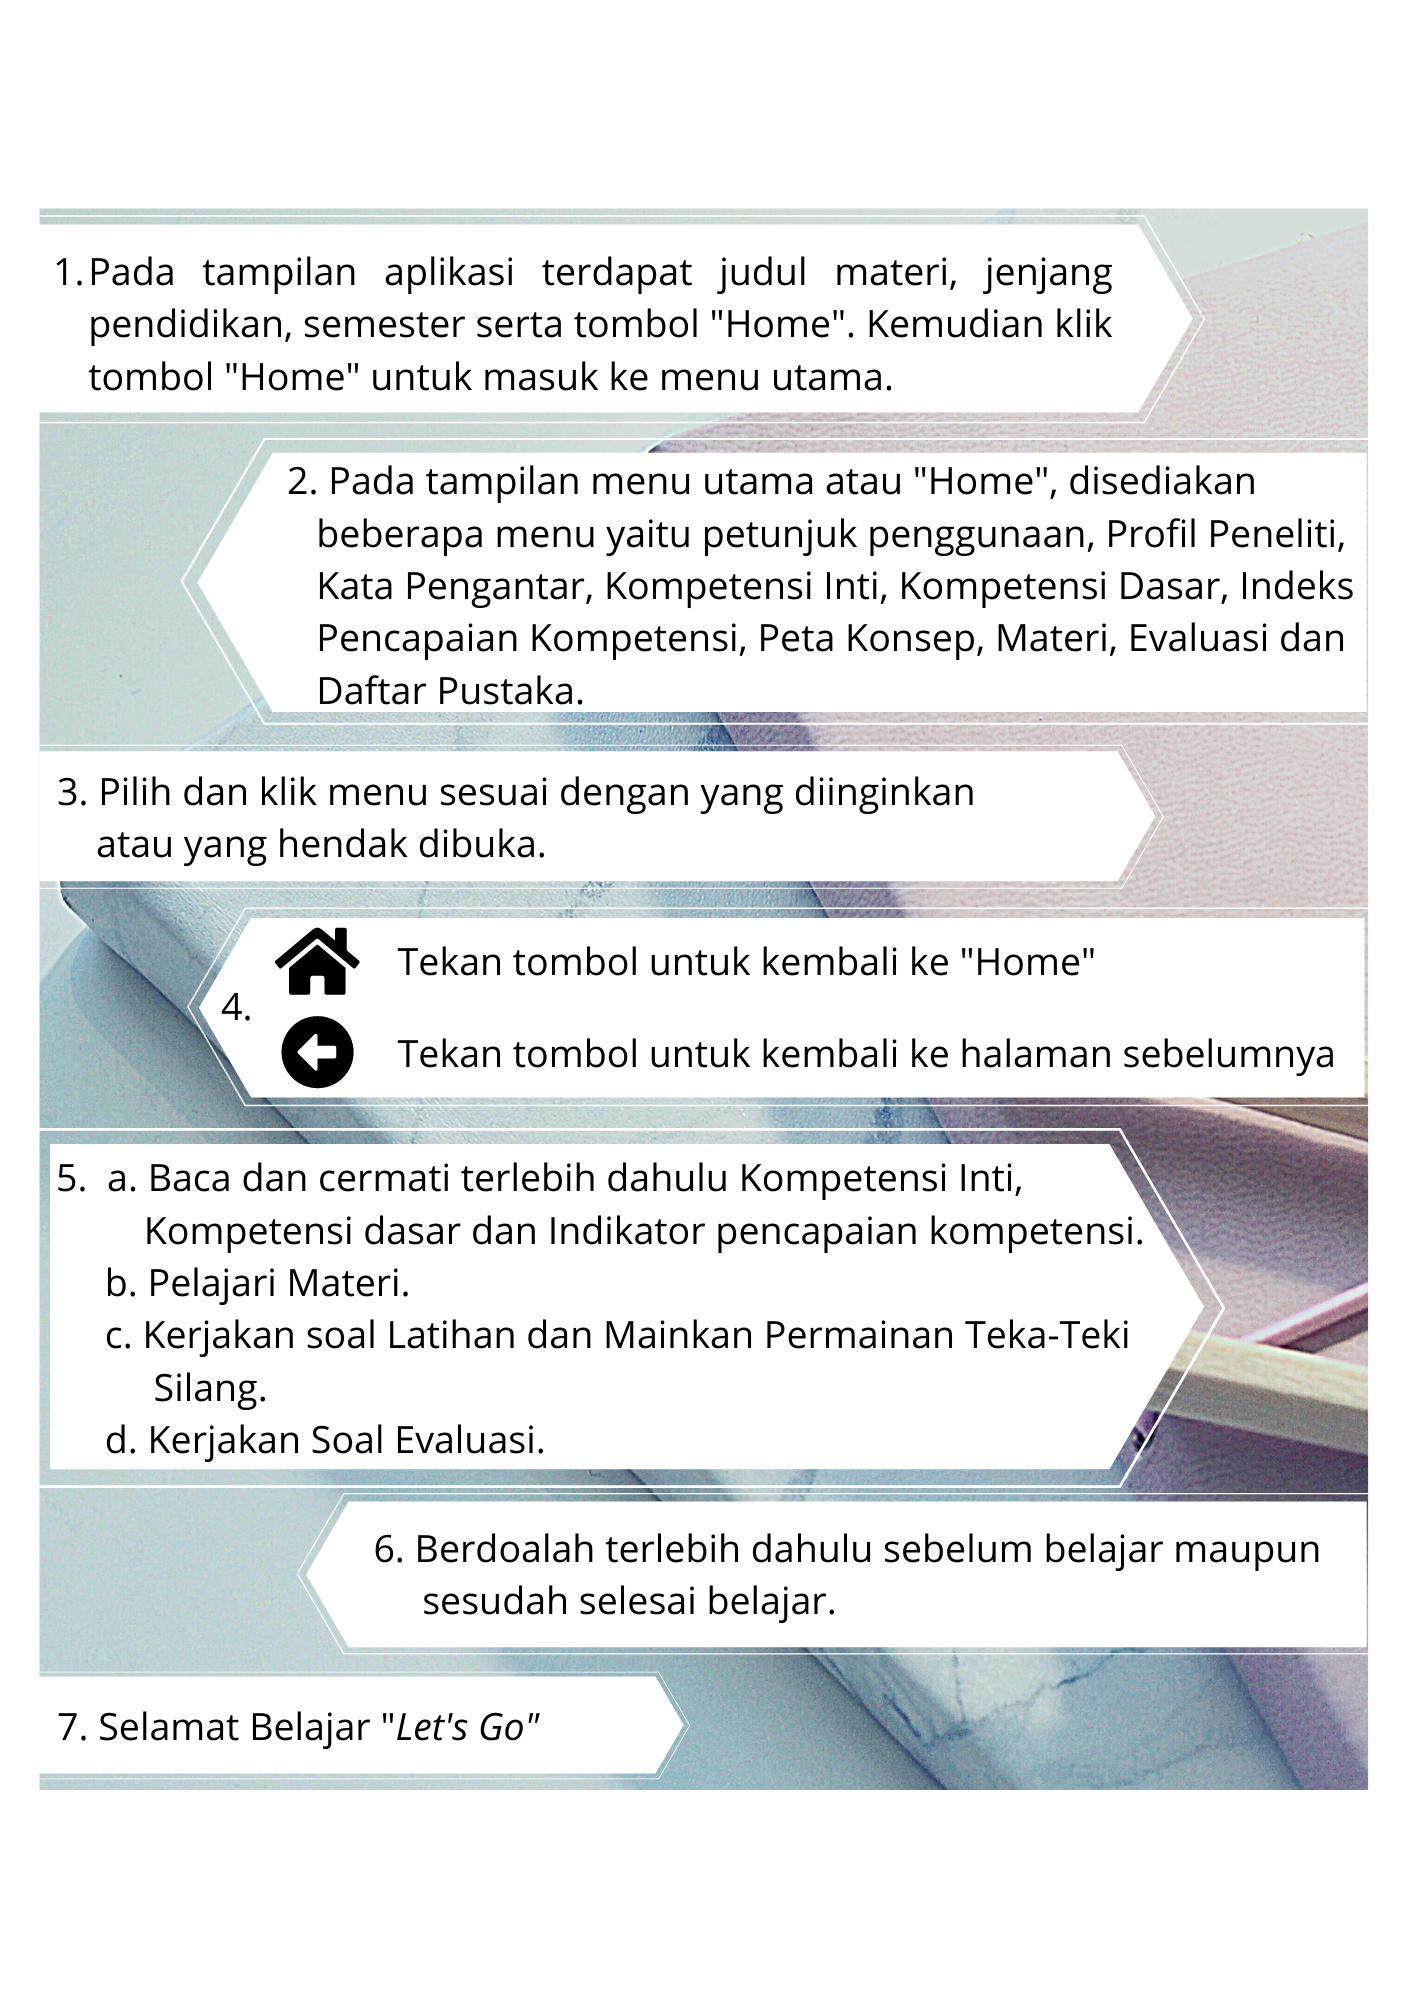 1. Pada tampilan aplikasi terdapat judul materi, jenjang
pendidikan, semester serta tombol "Home". Kemudian klik
tombol "Home" untuk masuk ke menu utama.
2. Pada tampilan menu utama atau "Home", disediakan
beberapa menu yaitu petunjuk penggunaan, Profil Peneliti,
Kata Pengantar, Kompetensi Inti, Kompetensi Dasar, Indeks
Pencapaian Kompetensi, Peta Konsep, Materi, Evaluasi dan
Daftar Pustaka.
3. Pilih dan klik menu sesuai dengan yang diinginkan
atau yang hendak dibuka.
4.
Tekan tombol untuk kembali ke "Home"
Tekan tombol untuk kembali ke halaman sebelumnya
5. a. Baca dan cermati terlebih dahulu Kompetensi Inti,
Kompetensi dasar dan Indikator pencapaian kompetensi.
b. Pelajari Materi.
c. Kerjakan soal Latihan dan Mainkan Permainan Teka-Teki
Silang.
d. Kerjakan Soal Evaluasi.
6. Berdoalah terlebih dahulu sebelum belajar maupun
sesudah selesai belajar.
7. Selamat Belajar "Let's Go"